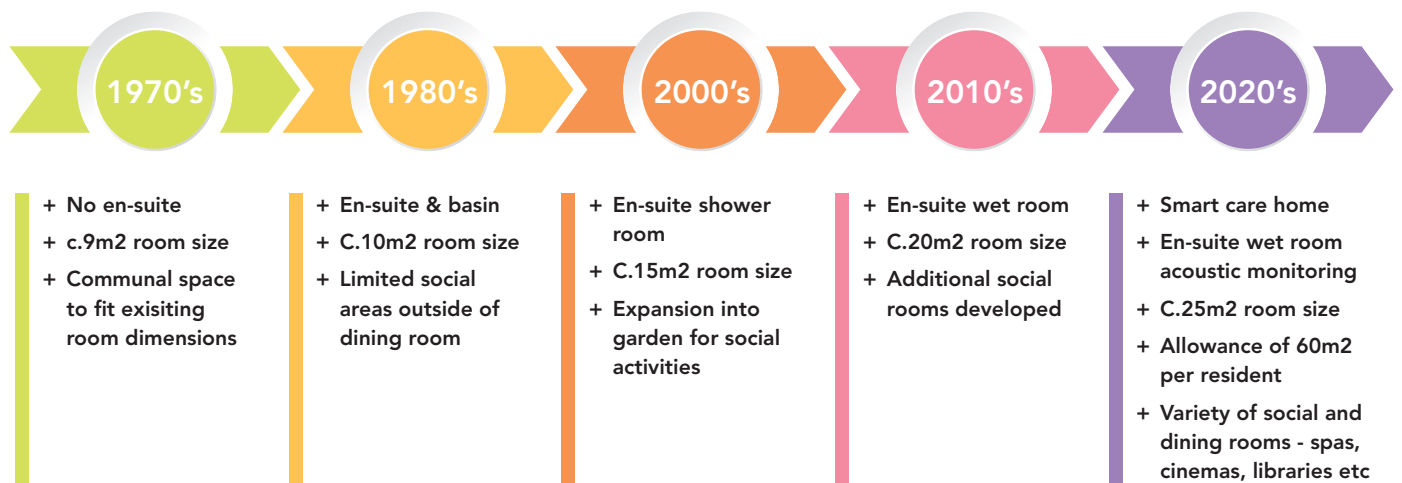 1970's
1980's
2000's
2010's
2020's
+ No en-suite
+ c.9m2 room size
+ Communal space
to fit exisiting
room dimensions
+ En-suite & basin
+ C.10m2 room size
+ Limited social
areas outside of
dining room
+ En-suite shower
room
+ C.15m2 room size
+ Expansion into
garden for social
activities
+ En-suite wet room
+ C.20m2 room size
+ Additional social
rooms developed
+ Smart care home
+ En-suite wet room
acoustic monitoring
+ C.25m2 room size
+ Allowance of 60m2
per resident
+ Variety of social and
dining rooms - spas,
cinemas, libraries etc